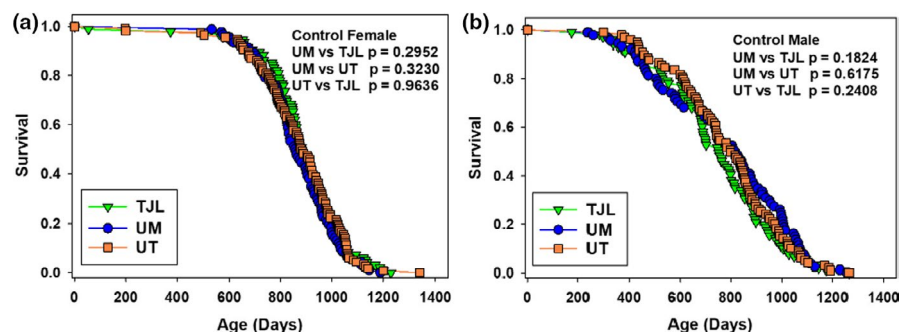 (a)
Control Female
UM vs TJL p = 0.2952
UM vs UT p = 0.3230
UT vs TJL p = 0.9636
Survival
1.0
0.8
0.6
0.4
0.2
0.0
TJL
UM
UT
0 200 400 600 800 1000 1200 1400
Age (Days)
(b)
Control Male
UM vs TJL p = 0.1824
UM vs UT p = 0.6175
UT vs TJL p = 0.2408
Survival
1.0
0.8
0.6
0.4
0.2
0.0
TJL
UM
UT
0 200 400 600 800 1000 1200 1400
Age (Days)